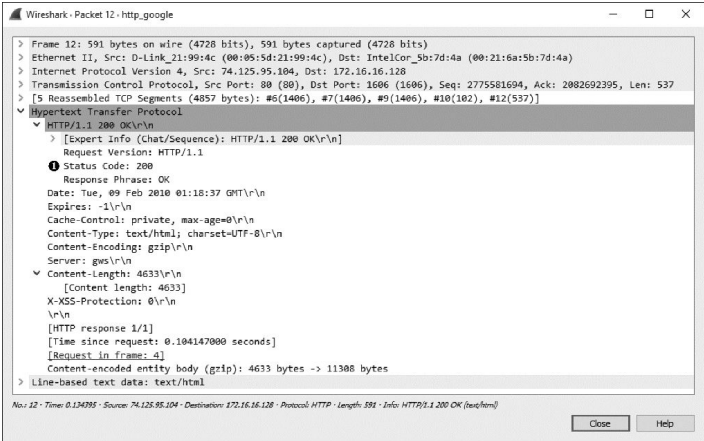 Wireshark · Packet 12 · http_google
> Frame 12: 591 bytes on wire (4728 bits), 591 bytes captured (4728 bits)
> Ethernet II, Src: D-Link_21:99:4c (00:05:5d:21:99:4c), Dst: IntelCor_5b:7d:4a (00:21:6a:5b:7d:4a)
> Internet Protocol Version 4, Src: 74.125.95.104, Dst: 172.16.16.128
> Transmission Control Protocol, Src Port: 80 (80), Dst Port: 1606 (1606), Seq: 2775581694, Ack: 2082692395, Len: 537
> [5 Reassembled TCP Segments (4857 bytes): #6(1406), #7(1406), #9(1406), #10(102), #12(537)]
Hypertext Transfer Protocol
HTTP/1.1 200 OK\r\n
> [Expert Info (Chat/Sequence): HTTP/1.1 200 OK\r\n]
Request Version: HTTP/1.1
❶ Status Code: 200
Response Phrase: OK
Date: Tue, 09 Feb 2010 01:18:37 GMT\r\n
Expires: -1\r\n
Cache-Control: private, max-age=0\r\n
Content-Type: text/html; charset=UTF-8\r\n
Content-Encoding: gzip\r\n
Server: gws\r\n
Content-Length: 4633\r\n
[Content length: 4633]
X-XSS-Protection: 0\r\n
\r\n
[HTTP response 1/1]
[Time since request: 0.104147000 seconds]
[Request in frame: 4]
Content-encoded entity body (gzip): 4633 bytes -> 11308 bytes
> Line-based text data: text/html
No.: 12 · Time: 0.134395 · Source: 74.125.95.104 · Destination: 172.16.16.128 · Protocol: HTTP · Length: 591 · Info: HTTP/1.1 200 OK (text/html)
Close Help